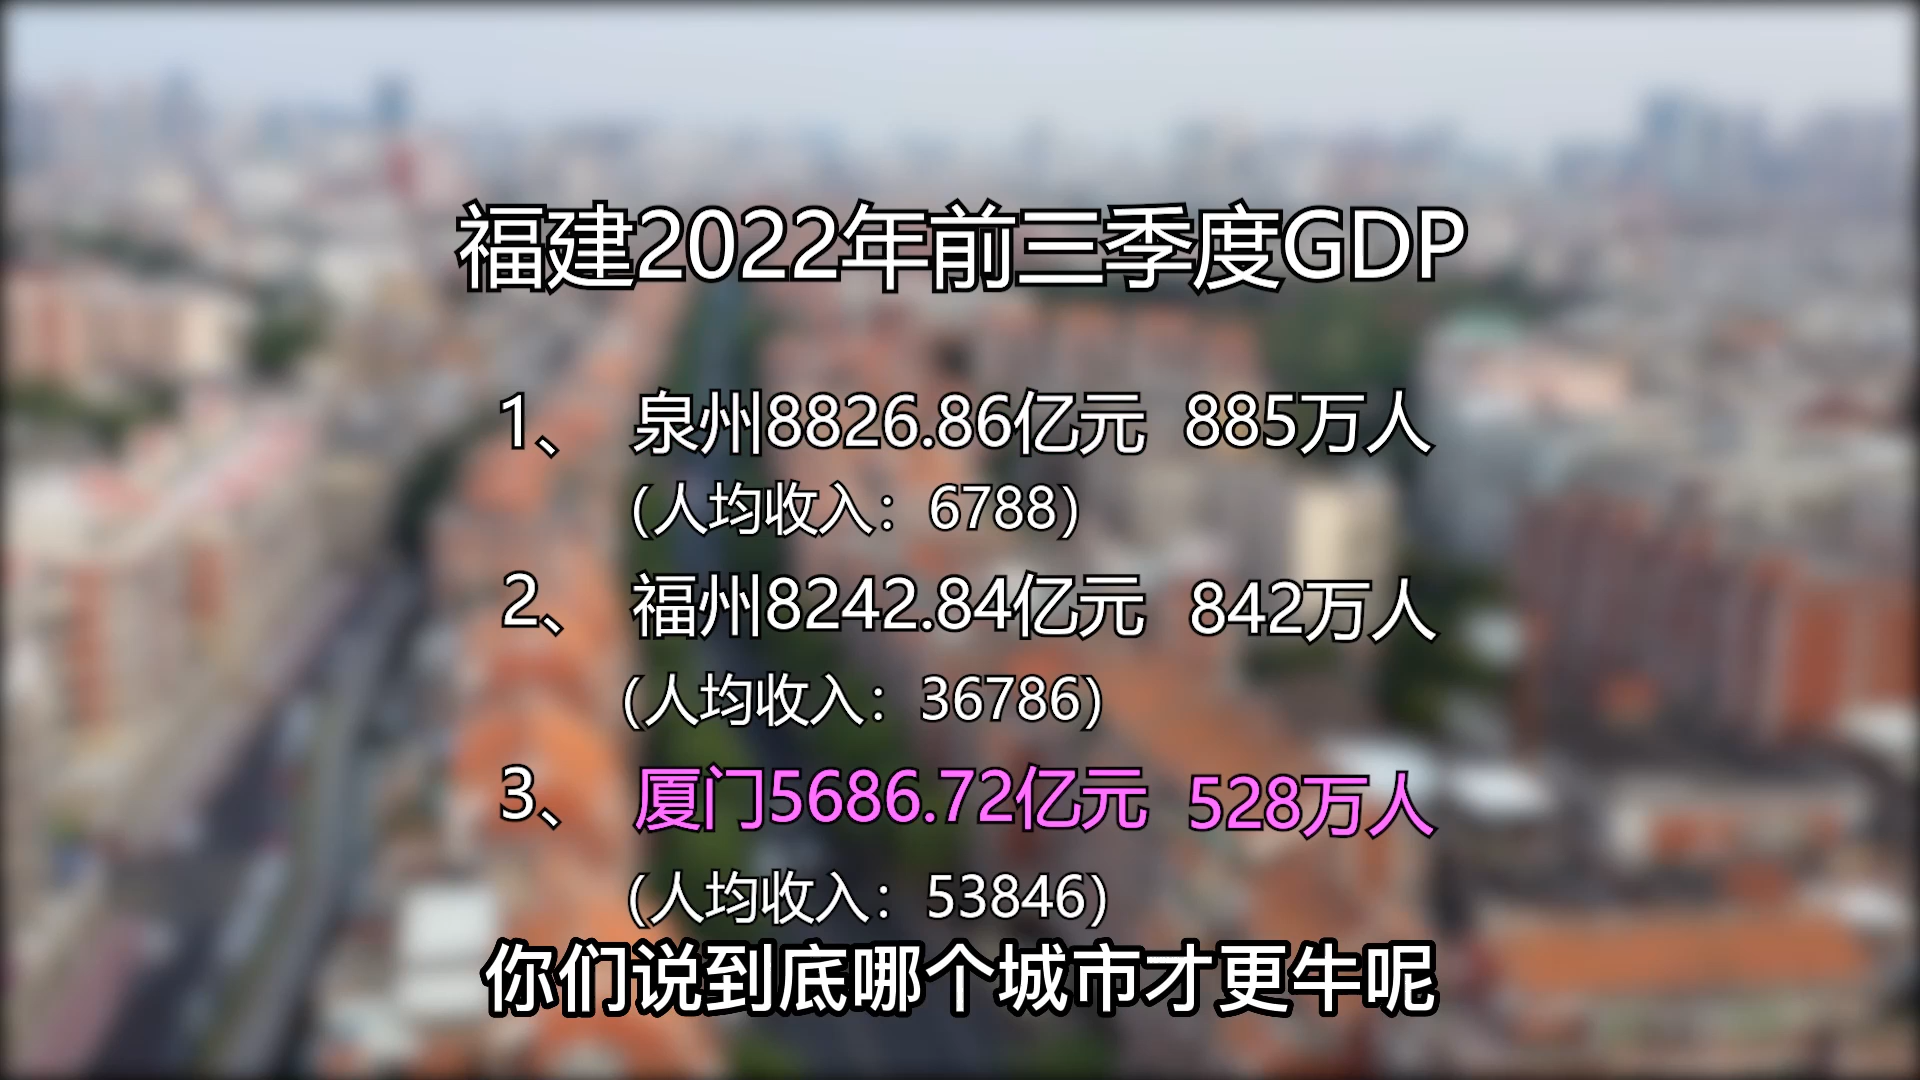 福建2022年前三季度GDP
1、 泉州8826.86亿元 885万人
（人均收入：6788）
2、 福州8242.84亿元 842万人
（人均收入：36786）
3、 厦门5686.72亿元 528万人
（人均收入：53846）
你们说到底哪个城市才更牛呢